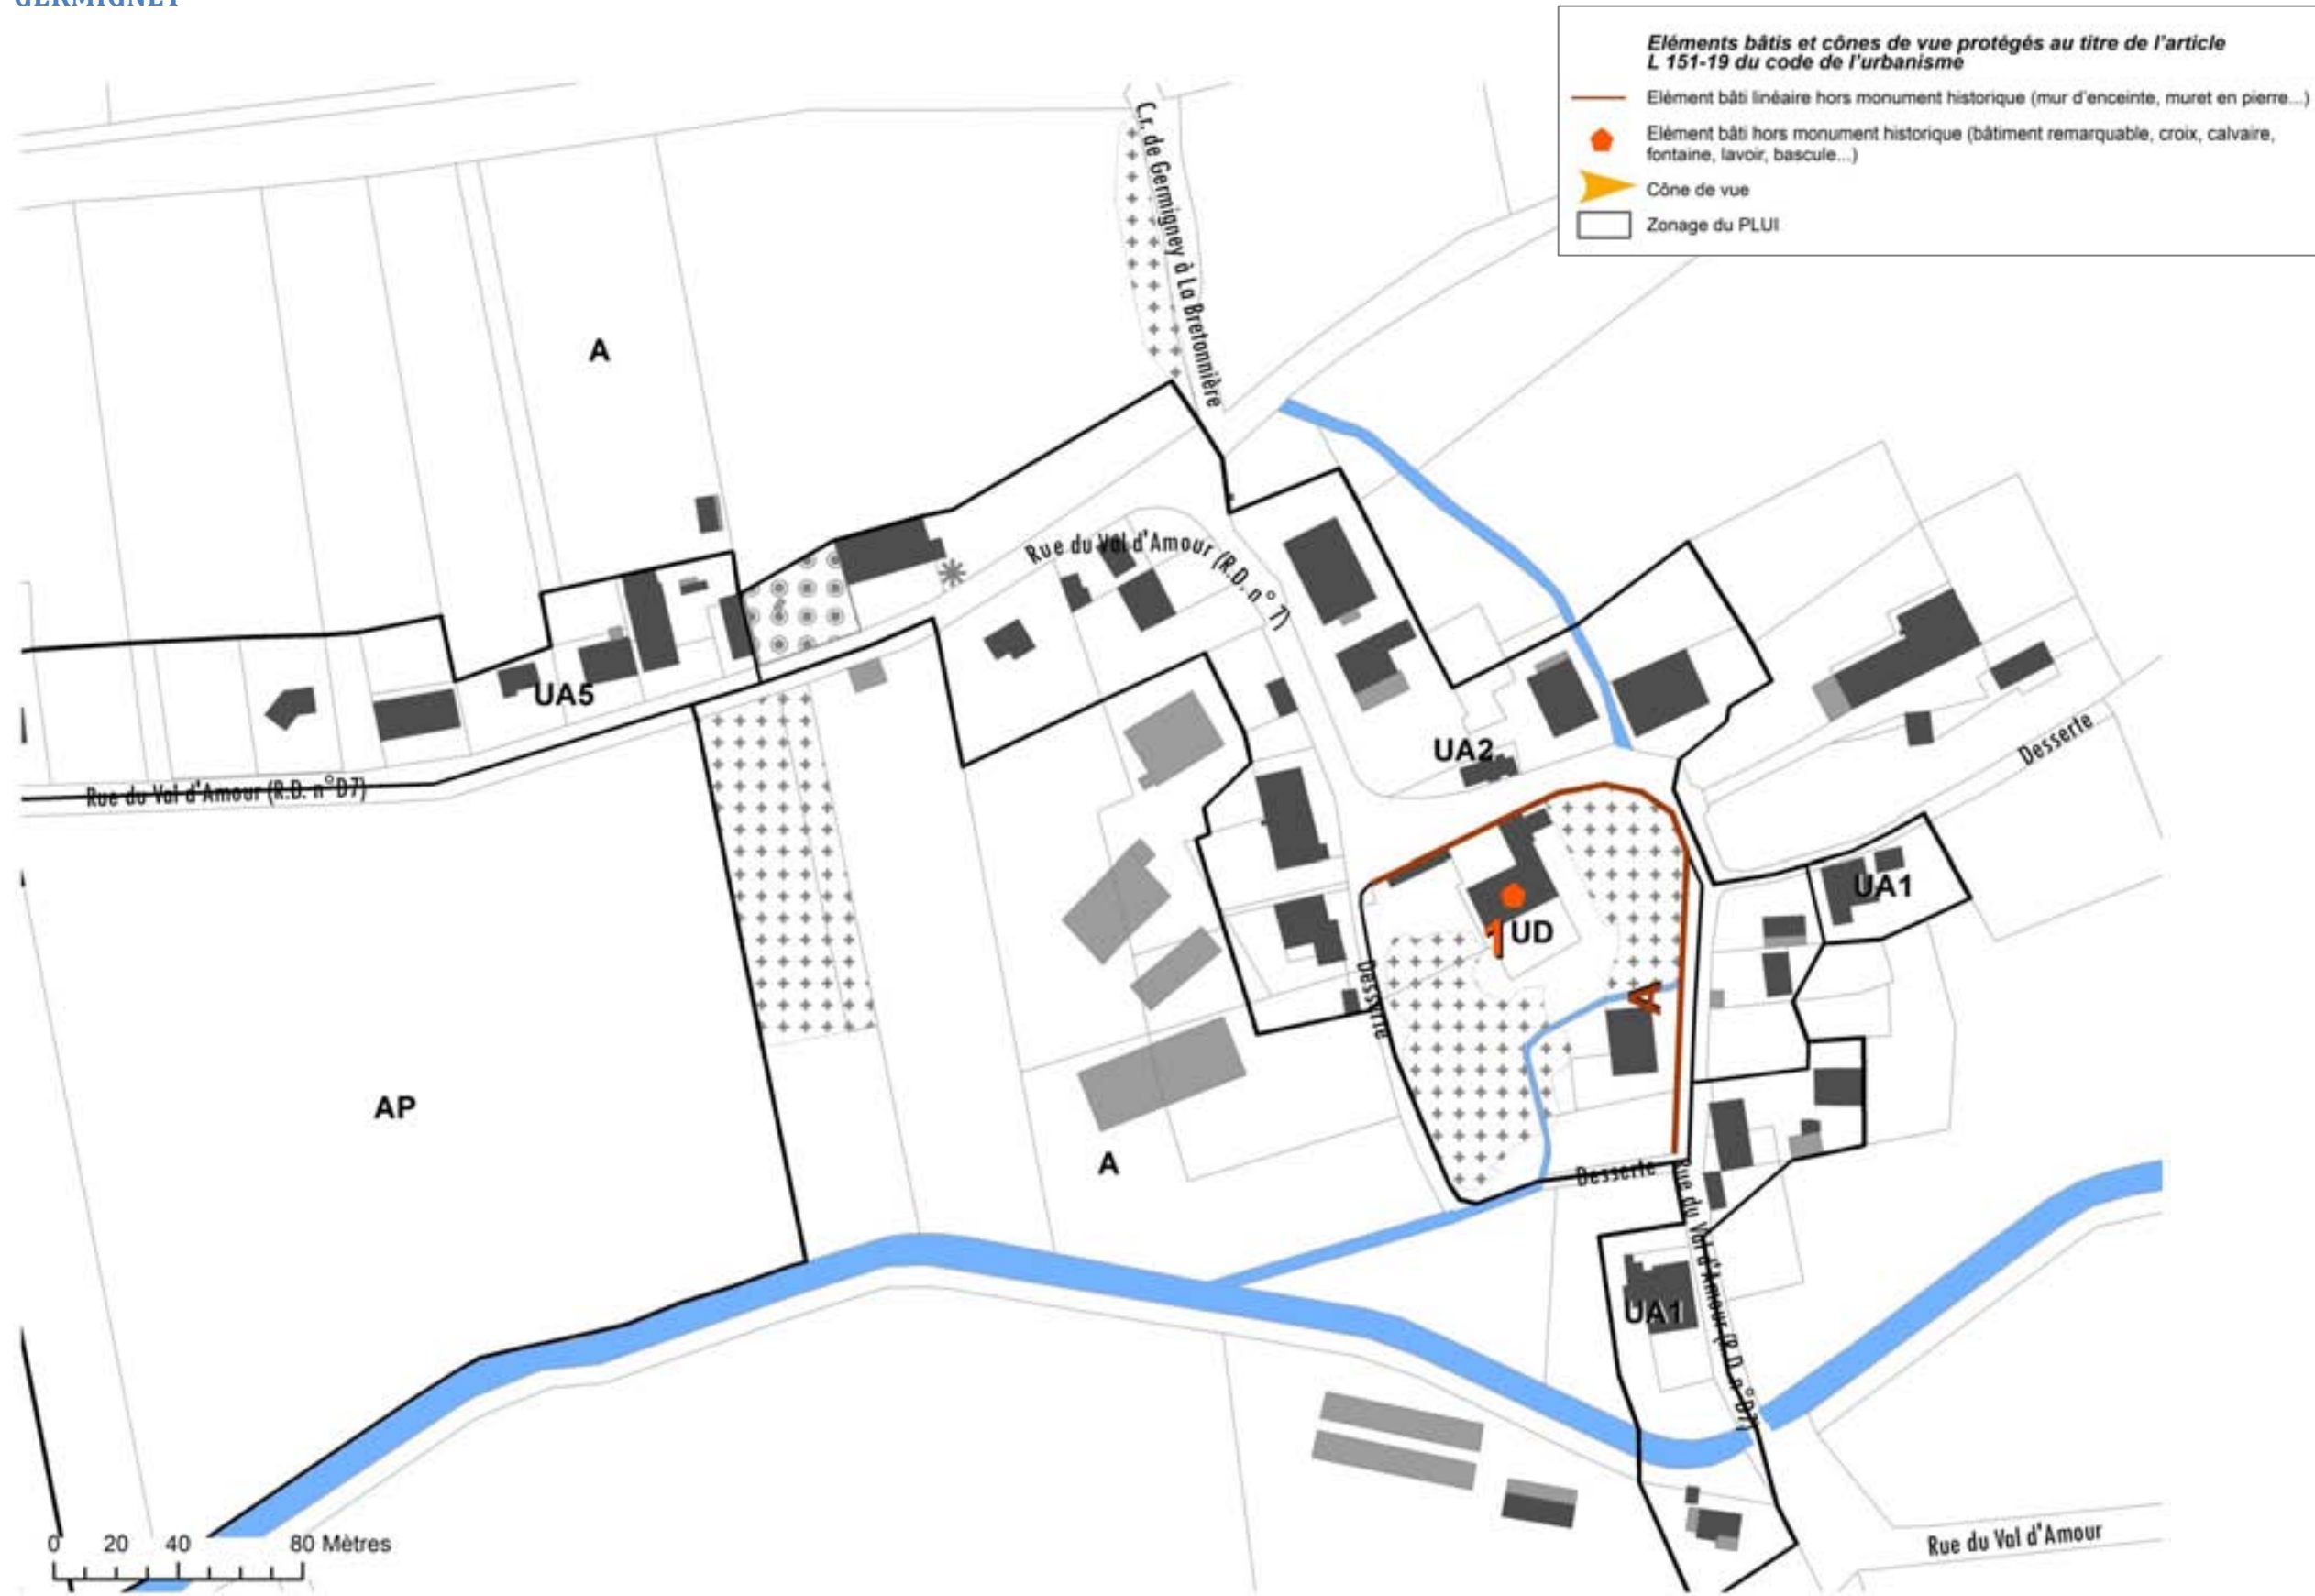 GERMIGNEY
Eléments bâtis et cônes de vue protégés au titre de l'article
L 151-19 du code de l'urbanisme
Elément bâti linéaire hors monument historique (mur d'enceinte, muret en pierre...)
Elément bâti hors monument historique (bâtiment remarquable, croix, calvaire,
fontaine, lavoir, bascule...)
Cône de vue
Zonage du PLUI
C.r. de Germigney à La Bretonnière
A
Rue du Val d'Amour (R.D. n° 7)
UA5
UA2
Desserte
Rue du Val d'Amour (R.D. n°D7)
UA1
1
UD
Desserte
A
AP
A
Desserte
Rue du Val d'Amour (R.D. n°D7)
UA1
Rue du Val d'Amour
0 20 40 80 Mètres